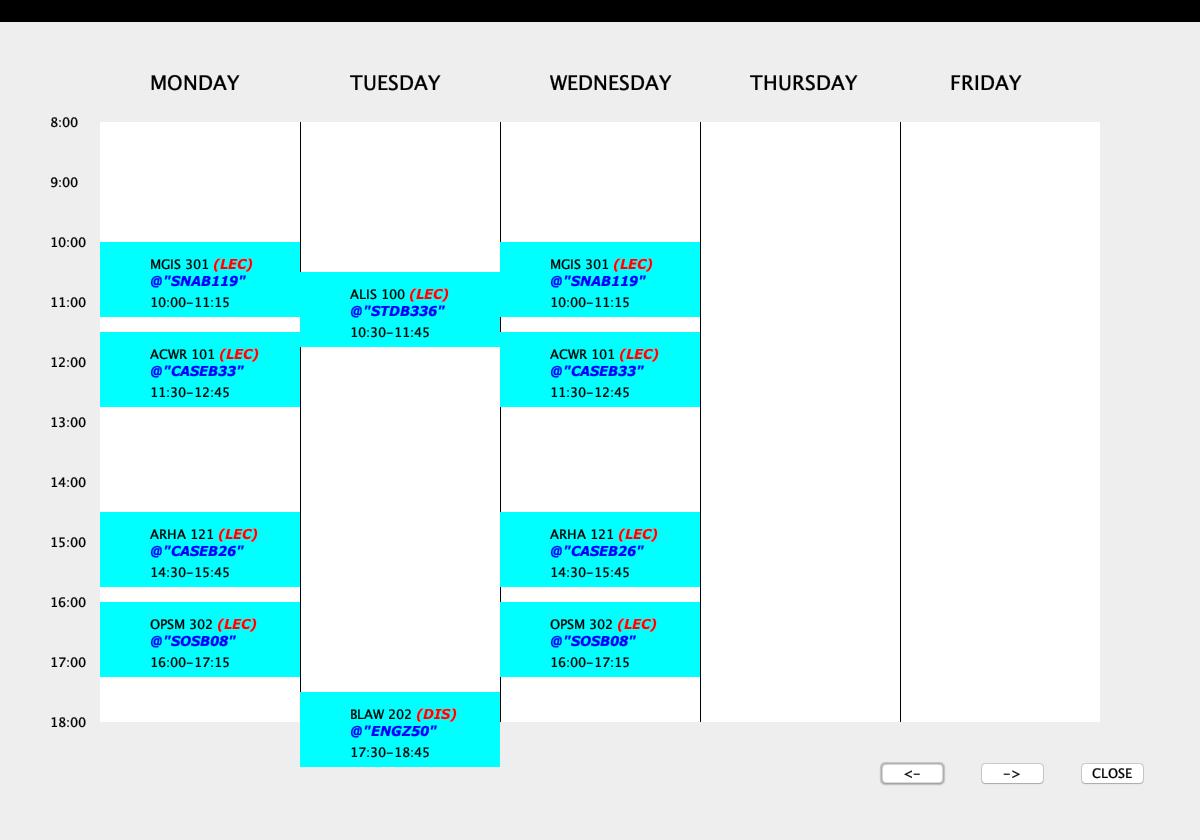 MONDAY TUESDAY WEDNESDAY THURSDAY FRIDAY
8:00
9:00
10:00
MGIS 301 (LEC) MGIS 301 (LEC)
@"SNAB119" @"SNAB119"
ALIS 100 (LEC)
11:00 10:00-11:15 10:00-11:15
@"STDB336"
10:30-11:45
ACWR 101 (LEC) ACWR 101 (LEC)
12:00 @"CASEB33" @"CASEB33"
11:30-12:45 11:30-12:45
13:00
14:00
ARHA 121 (LEC) ARHA 121 (LEC)
15:00 @"CASEB26" @"CASEB26"
14:30-15:45 14:30-15:45
16:00
OPSM 302 (LEC) OPSM 302 (LEC)
@"SOSB08" @"SOSB08"
17:00 16:00-17:15 16:00-17:15
BLAW 202 (DIS)
18:00
@"ENGZ50"
17:30-18:45
<- -> CLOSE